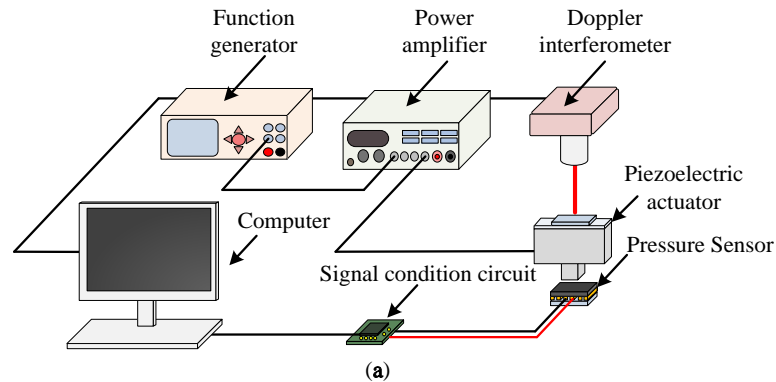 Function
generator
Power
amplifier
Doppler
interferometer
Piezoelectric
actuator
Computer
Pressure Sensor
Signal condition circuit
(a)